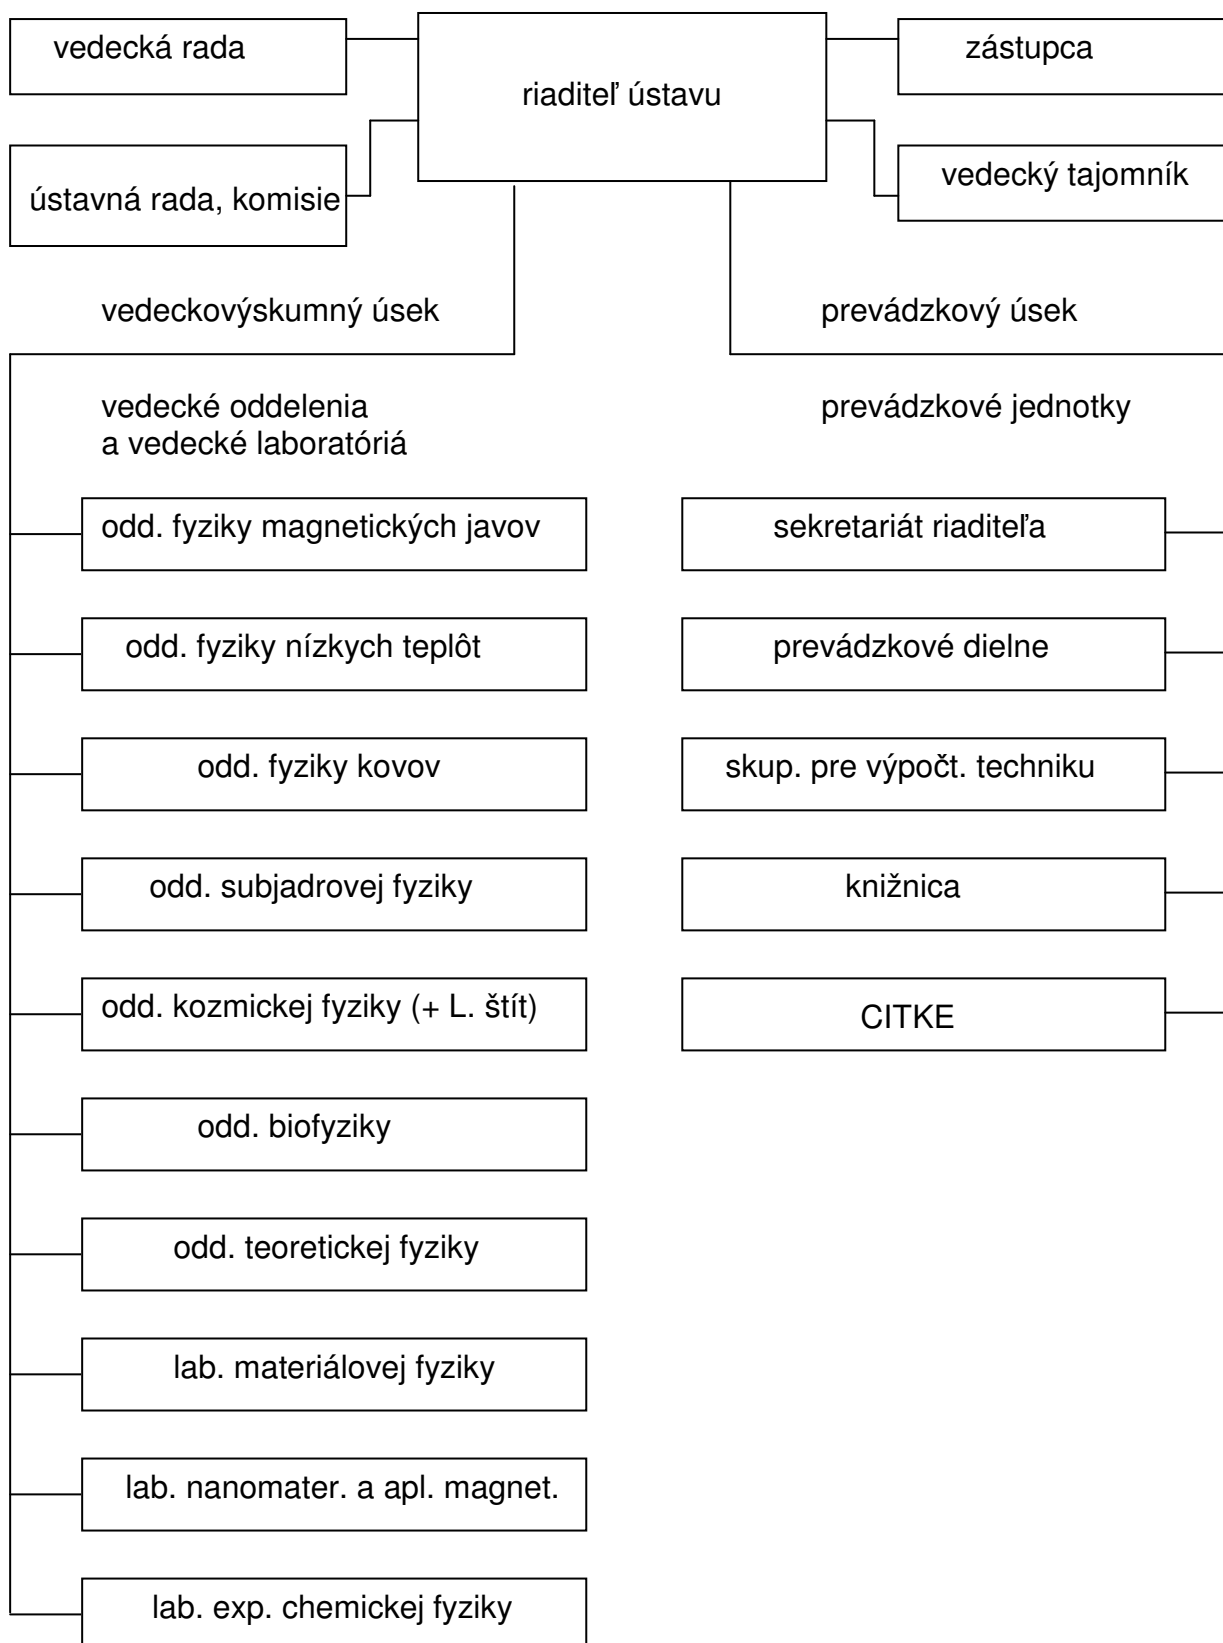 vedecká rada
riaditeľ ústavu
zástupca
ústavná rada, komisie
vedecký tajomník
vedeckovýskumný úsek
prevádzkový úsek
vedecké oddelenia
a vedecké laboratóriá
prevádzkové jednotky
odd. fyziky magnetických javov
sekretariát riaditeľa
odd. fyziky nízkych teplôt
prevádzkové dielne
odd. fyziky kovov
skup. pre výpočt. techniku
odd. subjadrovej fyziky
knižnica
odd. kozmickej fyziky (+ L. štít)
CITKE
odd. biofyziky
odd. teoretickej fyziky
lab. materiálovej fyziky
lab. nanomater. a apl. magnet.
lab. exp. chemickej fyziky